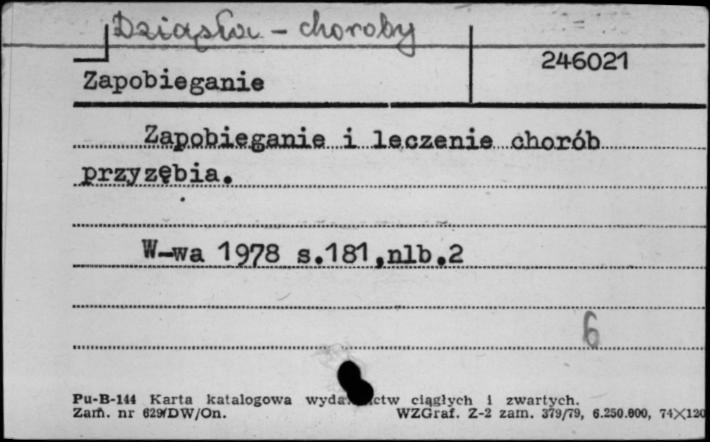 Dziąsła - choroby
246021
Zapobieganie
Zapobieganie i leczenie chorób
przyzębia.
W-wa 1978 s.181,nlb.2
6
Pu-B-144 Karta katalogowa wyda ctw ciągłych i zwartych.
Zam. nr 629/DW/On. WZGraf. Z-2 zam. 379/79, 6.250.000, 74X120